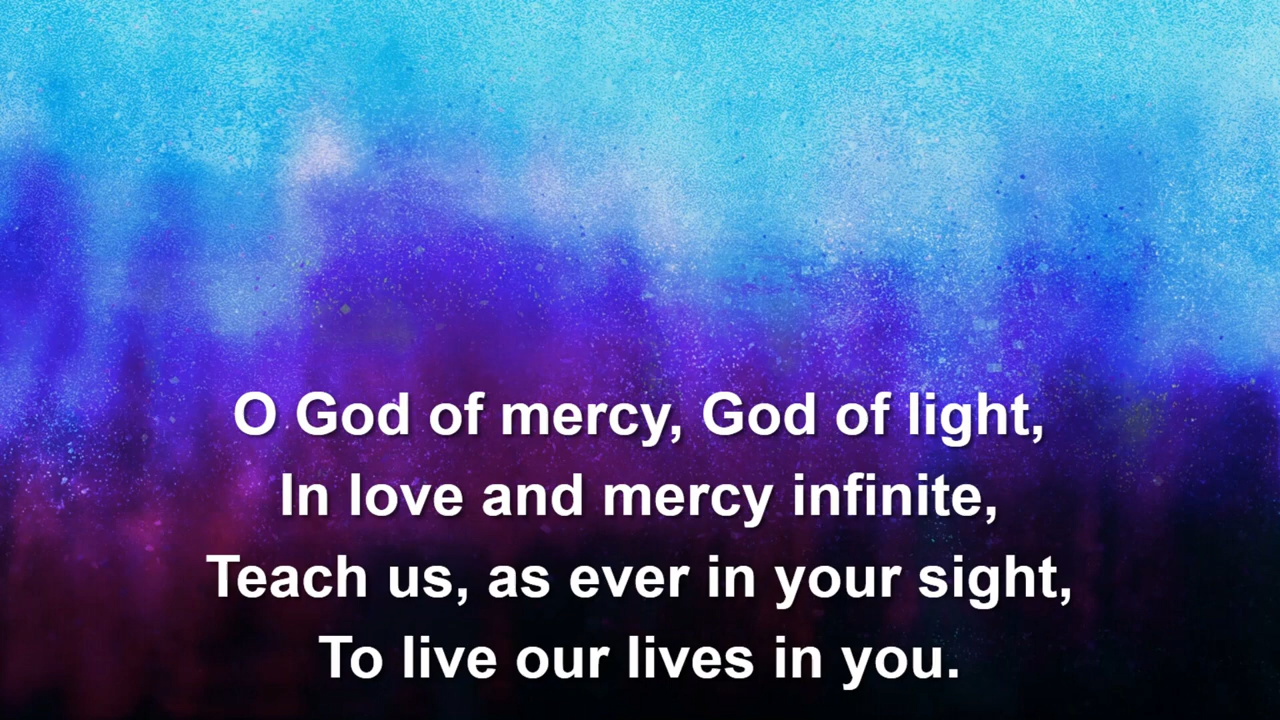 O God of mercy, God of light,
In love and mercy infinite,
Teach us, as ever in your sight,
To live our lives in you.